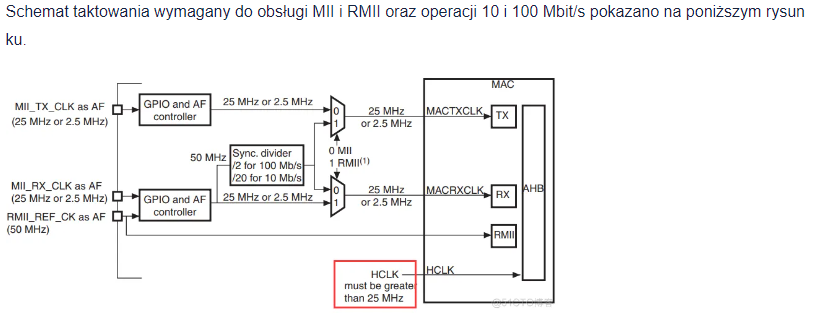 Schemat taktowania wymagany do obsługi MII i RMII oraz operacji 10 i 100 Mbit/s pokazano na poniższym rysun
ku.
MAC
MII_TX_CLK as AF
(25 MHz or 2.5 MHz)
GPIO and AF
controller
25 MHz or 2.5 MHz
0
1
25 MHz
or 2.5 MHz
MACTXCLK
TX
50 MHz
Sync. divider
/2 for 100 Mb/s
/20 for 10 Mb/s
0 MII
1 RMII(1)
MII_RX_CLK as AF
(25 MHz or 2.5 MHz)
RMII_REF_CK as AF
(50 MHz)
GPIO and AF
controller
25 MHz or 2.5 MHz
0
1
25 MHz
or 2.5 MHz
MACRXCLK
RX
AHB
RMII
HCLK
must be greater
than 25 MHz
HCLK